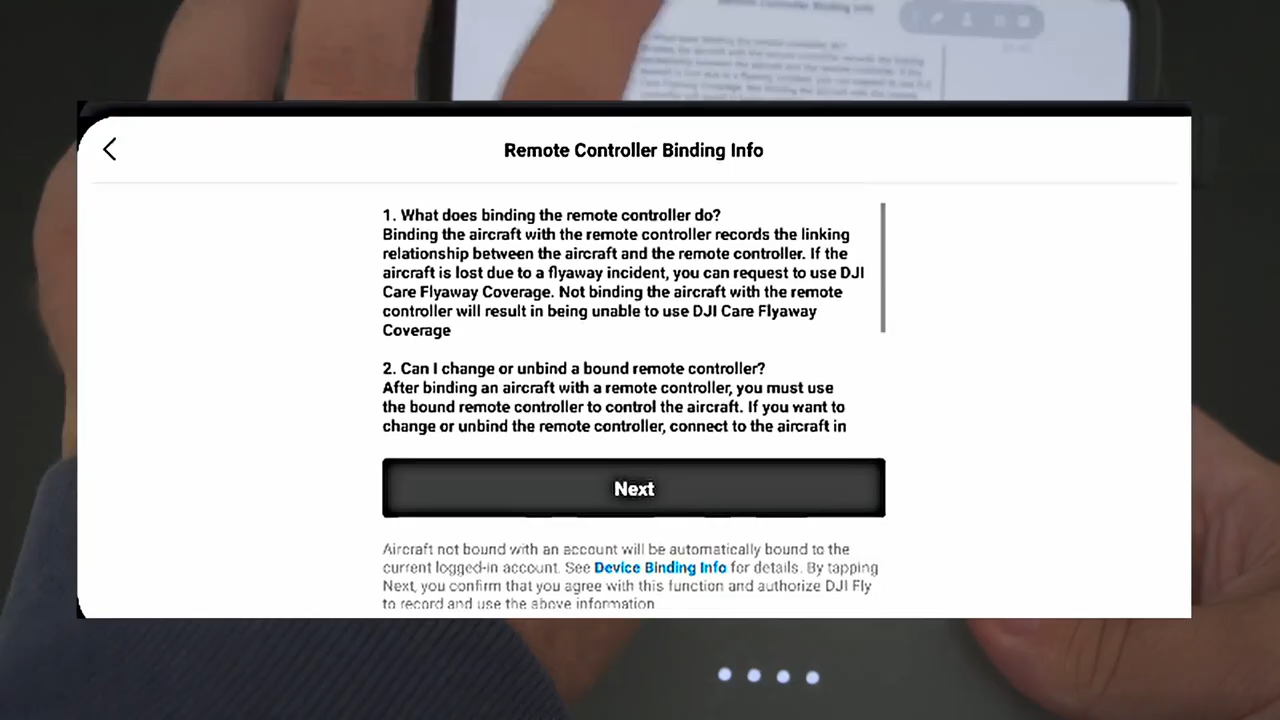 Remote Controller Binding Info
1. What does binding the remote controller do?
Binding the aircraft with the remote controller records the linking
relationship between the aircraft and the remote controller. If the
aircraft is lost due to a flyaway incident, you can request to use DJI
Care Flyaway Coverage. Not binding the aircraft with the remote
controller will result in being unable to use DJI Care Flyaway
Coverage
2. Can I change or unbind a bound remote controller?
After binding an aircraft with a remote controller, you must use
the bound remote controller to control the aircraft. If you want to
change or unbind the remote controller, connect to the aircraft in
Next
Aircraft not bound with an account will be automatically bound to the
current logged-in account. See Device Binding Info for details. By tapping
Next, you confirm that you agree with this function and authorize DJI Fly
to record and use the above information